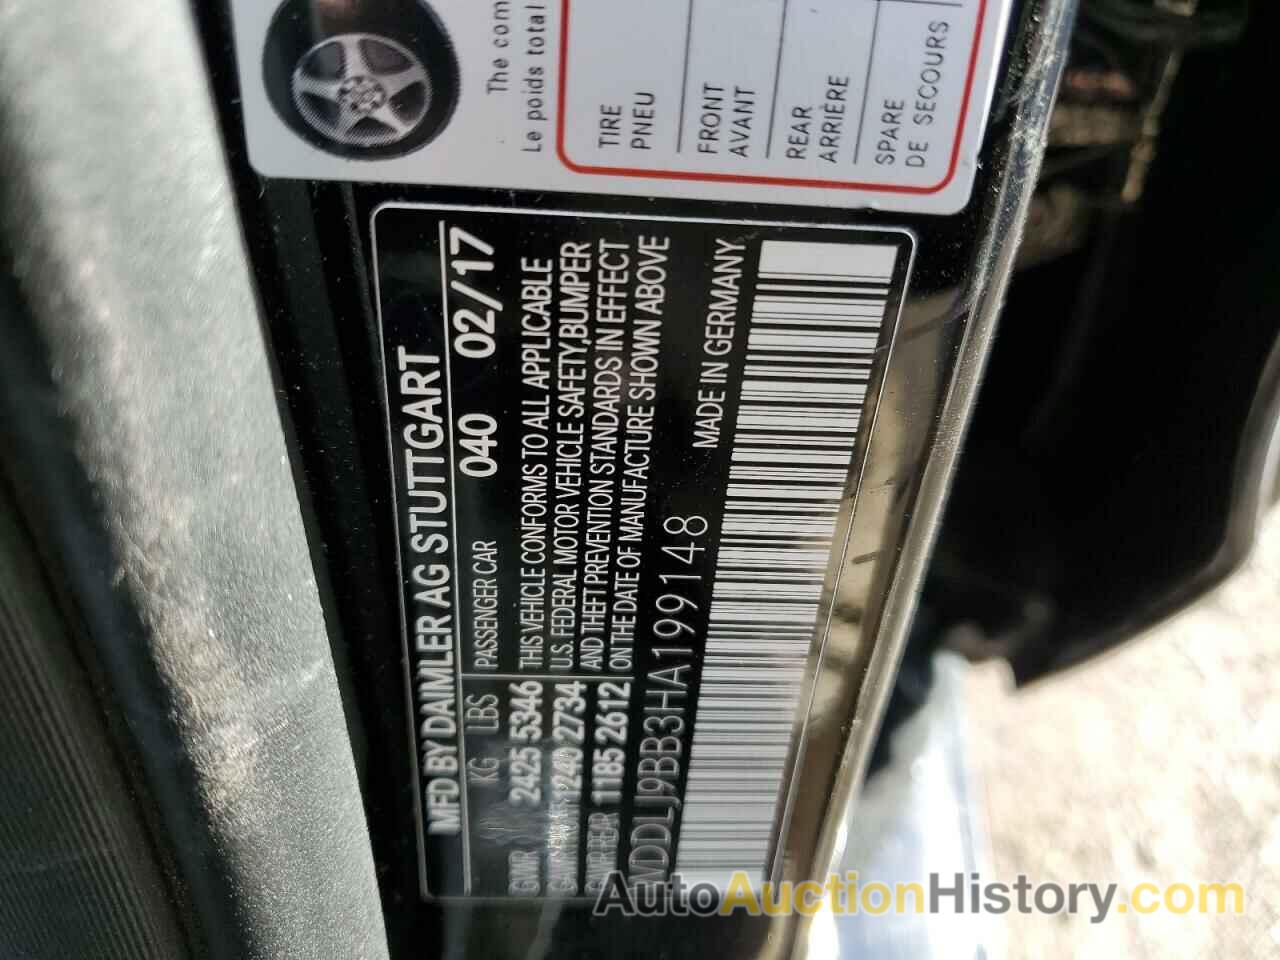 The com
Le poids total
TIRE
PNEU
FRONT
AVANT
REAR
ARRIÈRE
SPARE
DE SECOURS
MFD BY DAIMLER AG STUTTGART
KG LBS PASSENGER CAR 040 02/17
GVWR 2425 5346 THIS VEHICLE CONFORMS TO ALL APPLICABLE
1240 2734 U.S. FEDERAL MOTOR VEHICLE SAFETY,BUMPER
1185 2612 AND THEFT PREVENTION STANDARDS IN EFFECT
ON THE DATE OF MANUFACTURE SHOWN ABOVE
WDDLJ9BB3HA199148 MADE IN GERMANY
AutoAuctionHistory.com